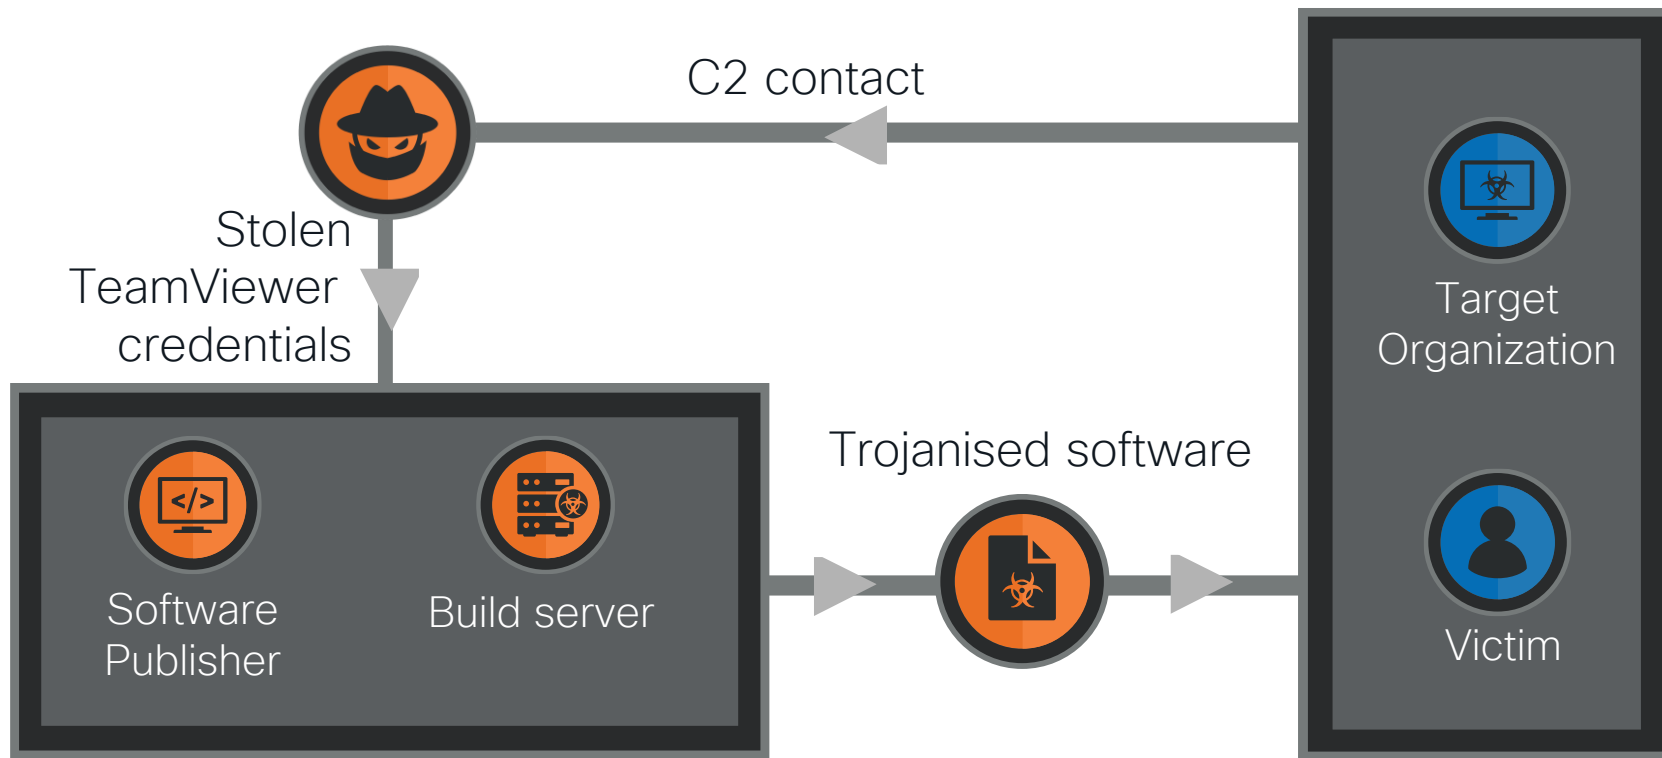 C2 contact
Stolen
TeamViewer
credentials
Target
Organization
Trojanised software
</>
Software
Publisher
Build server
Victim